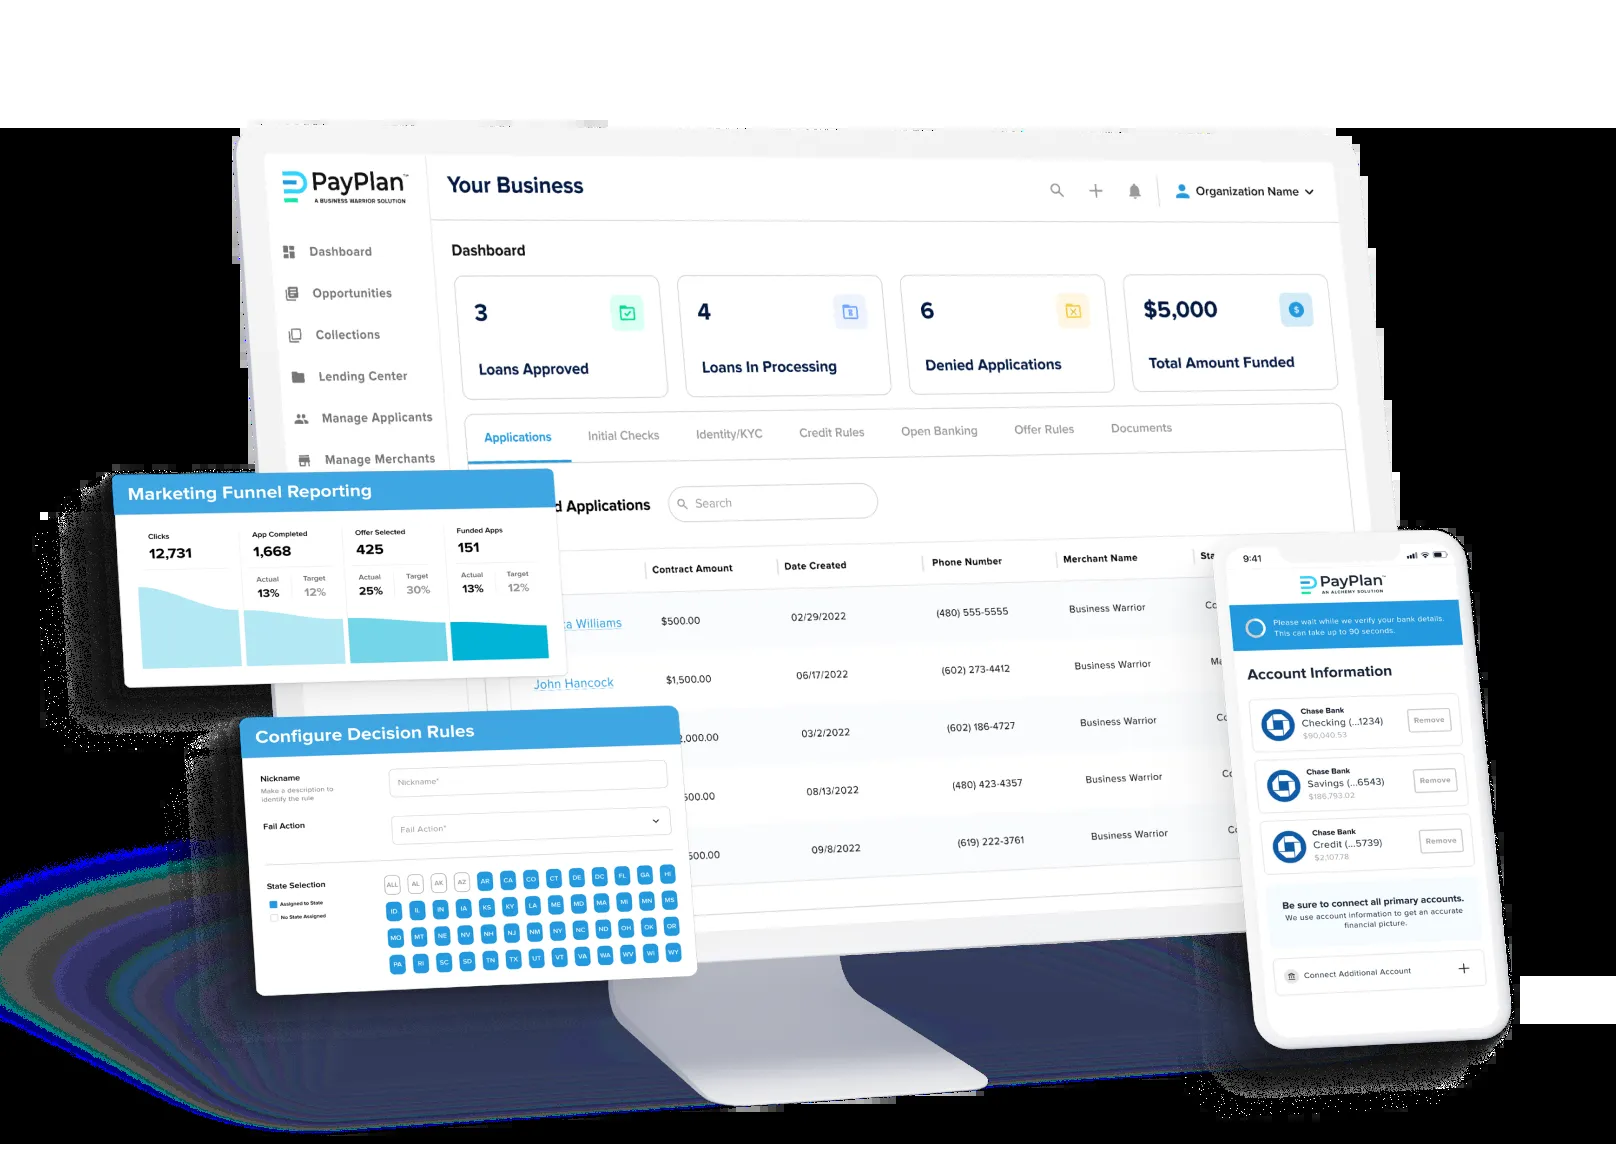 PayPlan™
A BUSINESS WARRIOR SOLUTION
Your Business
Organization Name
Dashboard
Opportunities
Collections
Lending Center
Manage Applicants
Manage Merchants
Dashboard
3
Loans Approved
4
Loans In Processing
6
Denied Applications
$5,000
Total Amount Funded
Applications Initial Checks Identity/KYC Credit Rules Open Banking Offer Rules Documents
d Applications
Search
Contract Amount Date Created Phone Number Merchant Name Sta
ca Williams $500.00 02/29/2022 (480) 555-5555 Business Warrior Co
John Hancock $1,500.00 06/17/2022 (602) 273-4412 Business Warrior Ma
2,000.00 03/2/2022 (602) 186-4727 Business Warrior Co
500.00 08/13/2022 (480) 423-4357 Business Warrior Co
500.00 09/8/2022 (619) 222-3761 Business Warrior Co
Marketing Funnel Reporting
Clicks
12,731
App Completed
1,668
Actual Target
13% 12%
Offer Selected
425
Actual Target
25% 30%
Funded Apps
151
Actual Target
13% 12%
Configure Decision Rules
Nickname
Make a description to
identify the rule
Nickname*
Fail Action
Fail Action*
State Selection
Assigned to State
No State Assigned
ALL AL AK AZ AR CA CO CT DE DC FL GA HI
ID IL IN IA KS KY LA ME MD MA MI MN MS
MO MT NE NV NH NJ NM NY NC ND OH OK OR
PA RI SC SD TN TX UT VT VA WA WV WI WY
9:41
PayPlan™
AN ALCHEMY SOLUTION
Please wait while we verify your bank details.
This can take up to 90 seconds.
Account Information
Chase Bank
Checking (...1234)
$90,040.53
Remove
Chase Bank
Savings (...6543)
$186,793.02
Remove
Chase Bank
Credit (...5739)
$2,107.78
Remove
Be sure to connect all primary accounts.
We use account information to get an accurate
financial picture.
Connect Additional Account